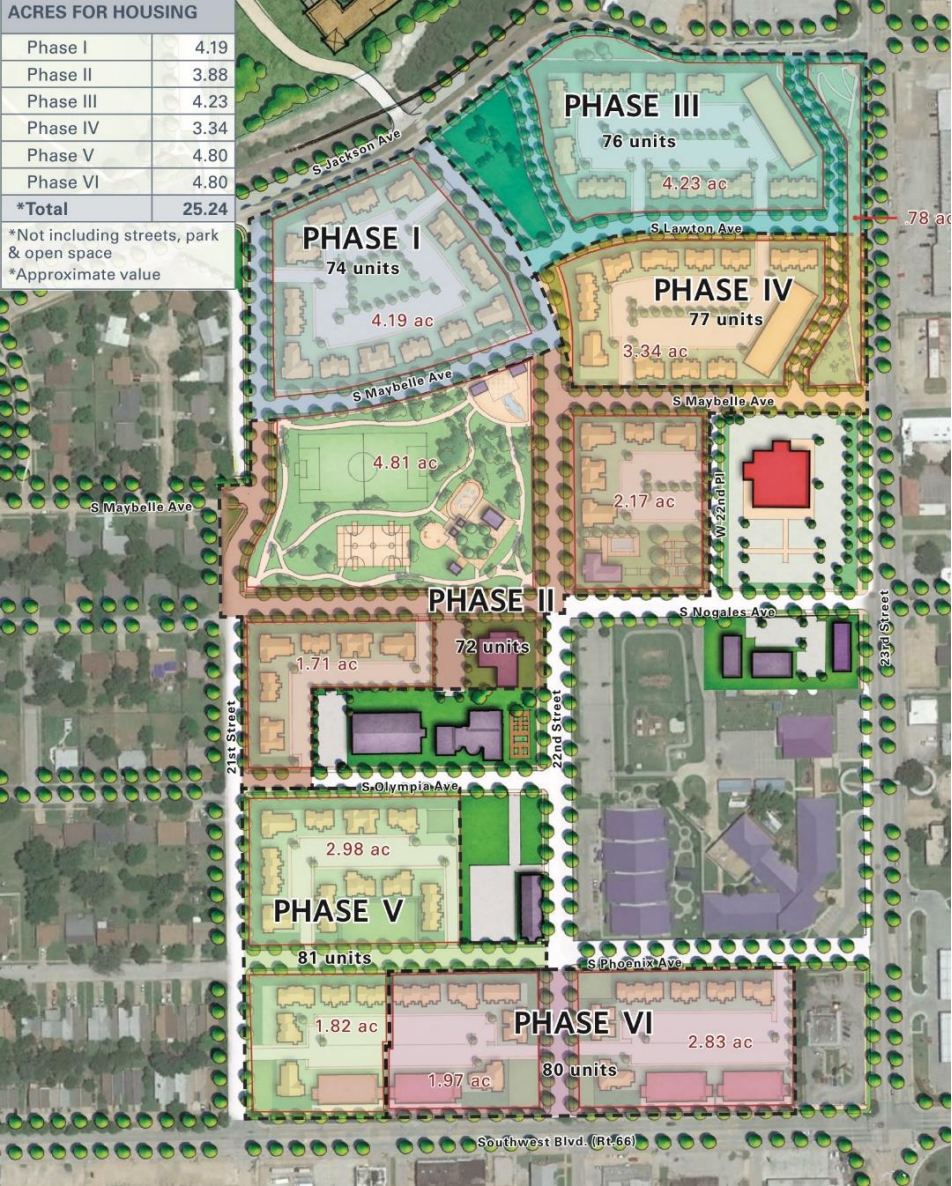 ACRES FOR HOUSING
Phase I 4.19
Phase II 3.88
Phase III 4.23
Phase IV 3.34
Phase V 4.80
Phase VI 4.80
*Total 25.24
*Not including streets, park
& open space
*Approximate value
PHASE III
76 units
4.23 ac
S Jackson Ave
.78 ac
S Lawton Ave
PHASE I
74 units
4.19 ac
PHASE IV
77 units
3.34 ac
S Maybelle Ave
S Maybelle Ave
4.81 ac
2.17 ac
W 22nd Pl
S Maybelle Ave
PHASE II
72 units
S Nogales Ave
23rd Street
1.71 ac
21st Street
22nd Street
S Olympia Ave
2.98 ac
PHASE V
81 units
S Phoenix Ave
1.82 ac
PHASE VI
80 units
2.83 ac
1.97 ac
Southwest Blvd. (Rt.66)